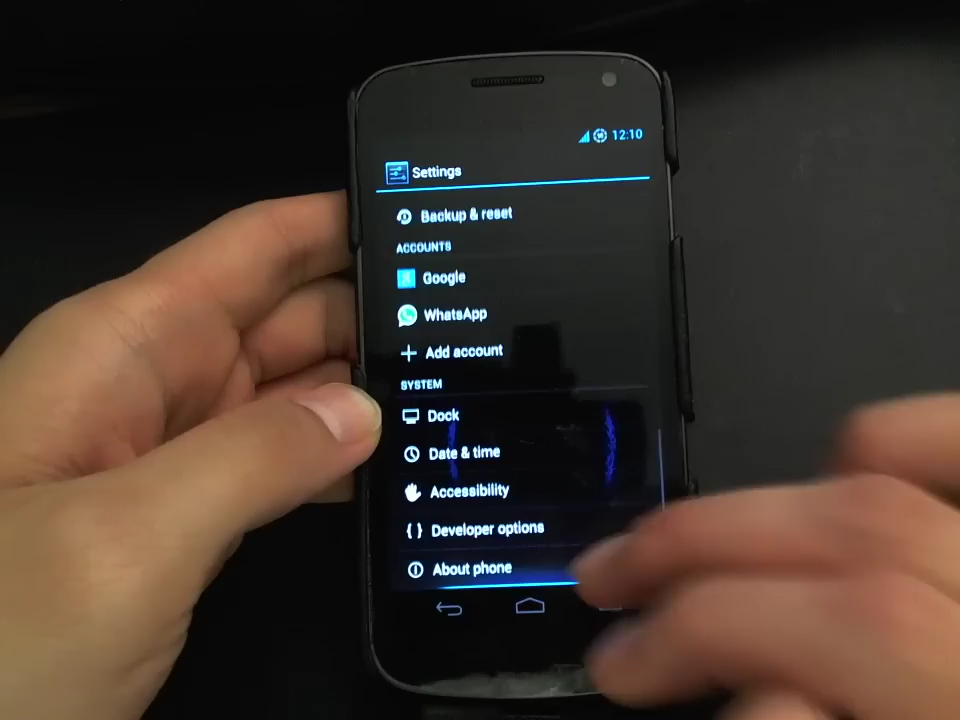 12:10
Settings
Backup & reset
ACCOUNTS
Google
WhatsApp
Add account
SYSTEM
Dock
Date & time
Accessibility
Developer options
About phone